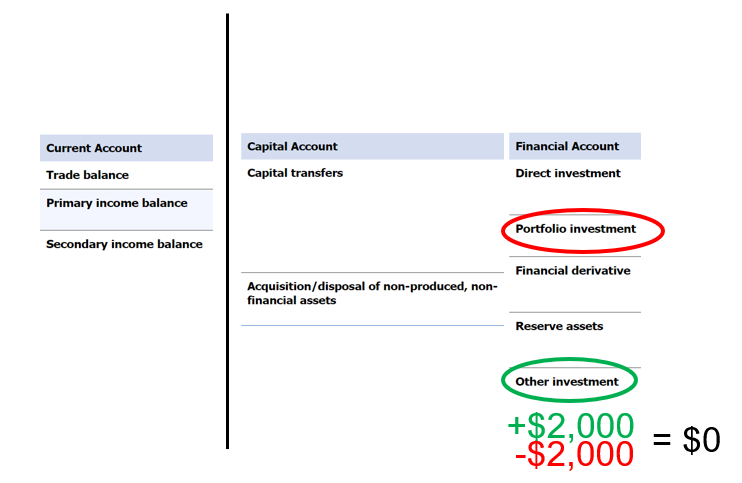 Current Account
Trade balance
Primary income balance
Secondary income balance
Capital Account
Capital transfers
Acquisition/disposal of non-produced, non-
financial assets
Financial Account
Direct investment
Portfolio investment
Financial derivative
Reserve assets
Other investment
+$2,000
-$2,000
= $0